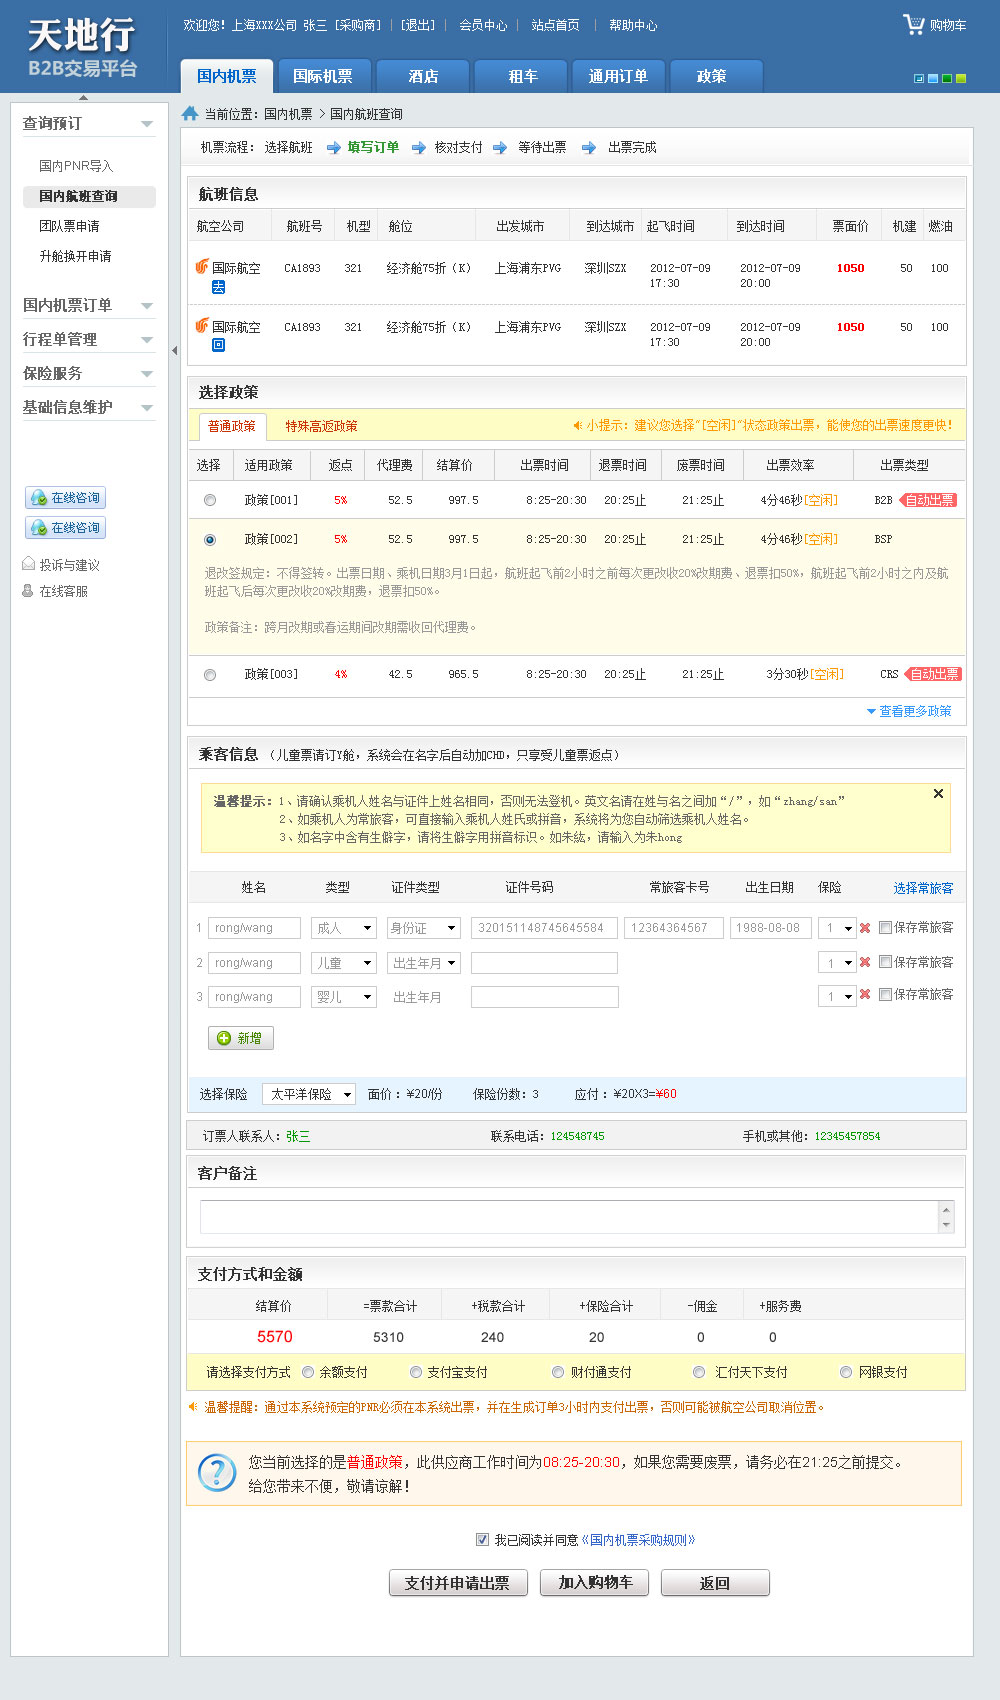 天地行
B2B交易平台
欢迎您! 上海XXX公司 张三 [采购商] | [退出] | 会员中心 | 站点首页 | 帮助中心
购物车
国内机票 国际机票 酒店 租车 通用订单 政策
查询预订
国内PNR导入
国内航班查询
团队票申请
升舱换开申请
国内机票订单
行程单管理
保险服务
基础信息维护
在线咨询
在线咨询
投诉与建议
在线客服
当前位置: 国内机票 > 国内航班查询
机票流程: 选择航班 填写订单 核对支付 等待出票 出票完成
航班信息
航空公司 航班号 机型 舱位 出发城市 到达城市 起飞时间 到达时间 票面价 机建 燃油
国际航空 CA1893 321 经济舱75折 (K) 上海浦东PVG 深圳SZX 2012-07-09 2012-07-09 1050 50 100
去 17:30 20:00
国际航空 CA1893 321 经济舱75折 (K) 上海浦东PVG 深圳SZX 2012-07-09 2012-07-09 1050 50 100
回 17:30 20:00
选择政策
普通政策 特殊高返政策 小提示: 建议您选择"[空闲]"状态政策出票, 能使您的出票速度更快!
选择 适用政策 返点 代理费 结算价 出票时间 退票时间 废票时间 出票效率 出票类型
政策[001] 5% 52.5 997.5 8:25-20:30 20:25止 21:25止 4分46秒[空闲] B2B 自动出票
政策[002] 5% 52.5 997.5 8:25-20:30 20:25止 21:25止 4分46秒[空闲] BSP
退改签规定: 不得签转。出票日期、乘机日期3月1日起, 航班起飞前2小时之前每次更改收20%改期费、退票扣50%, 航班起飞前2小时之内及航
班起飞后每次更改收20%改期费, 退票扣50%。
政策备注: 跨月改期或春运期间改期需收回代理费。
政策[003] 4% 42.5 965.5 8:25-20:30 20:25止 21:25止 3分30秒[空闲] CRS 自动出票
查看更多政策
乘客信息 (儿童票请订Y舱, 系统会在名字后自动加CHD, 只享受儿童票返点)
温馨提示: 1、请确认乘机人姓名与证件上姓名相同, 否则无法登机。英文名请在姓与名之间加“/”, 如“zhang/san”
2、如乘机人为常旅客, 可直接输入乘机人姓氏或拼音, 系统将为您自动筛选乘机人姓名。
3、如名字中含有生僻字, 请将生僻字用拼音标识。如朱紘, 请输入为朱hong
姓名 类型 证件类型 证件号码 常旅客卡号 出生日期 保险 选择常旅客
1 rong/wang 成人 身份证 320151148745645584 12364364567 1988-08-08 1 保存常旅客
2 rong/wang 儿童 出生年月 1 保存常旅客
3 rong/wang 婴儿 出生年月 1 保存常旅客
新增
选择保险 太平洋保险 面价: ¥20/份 保险份数: 3 应付: ¥20X3=¥60
订票人联系人: 张三 联系电话: 124548745 手机或其他: 12345457854
客户备注
支付方式和金额
结算价 =票款合计 +税款合计 +保险合计 -佣金 +服务费
5570 5310 240 20 0 0
请选择支付方式 余额支付 支付宝支付 财付通支付 汇付天下支付 网银支付
温馨提醒: 通过本系统预定的PNR必须在本系统出票, 并在生成订单3小时内支付出票, 否则可能被航空公司取消位置。
您当前选择的是普通政策, 此供应商工作时间为08:25-20:30, 如果您需要废票, 请务必在21:25之前提交。
给您带来不便, 敬请谅解!
我已阅读并同意《国内机票采购规则》
支付并申请出票 加入购物车 返回